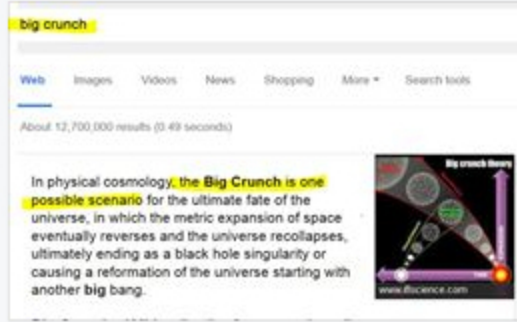 big crunch
Web Images Videos News Shopping More Search tools
About 12,700,000 results (0.49 seconds)
In physical cosmology, the Big Crunch is one
possible scenario for the ultimate fate of the
universe, in which the metric expansion of space
eventually reverses and the universe recollapses,
ultimately ending as a black hole singularity or
causing a reformation of the universe starting with
another big bang.
Big crunch theory
www.iflscience.com